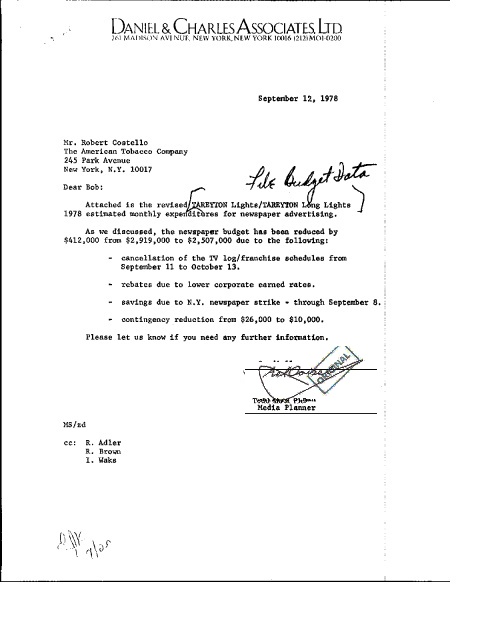 DANIEL & CHARLES ASSOCIATES, LTD.
261 MADISON AVENUE, NEW YORK, NEW YORK 10016 (212) MO1-0200
September 12, 1978
Mr. Robert Costello
The American Tobacco Company
245 Park Avenue
New York, N.Y. 10017
File Budget Data
Dear Bob:
Attached is the revised TAREYTON Lights/TAREYTON Long Lights
1978 estimated monthly expenditures for newspaper advertising.
As we discussed, the newspaper budget has been reduced by
$412,000 from $2,919,000 to $2,507,000 due to the following:
- cancellation of the TV log/franchise schedules from
September 11 to October 13.
- rebates due to lower corporate earned rates.
- savings due to N.Y. newspaper strike - through September 8.
- contingency reduction from $26,000 to $10,000.
Please let us know if you need any further information.
ORIGINAL
Media Planner
MS/zd
cc: R. Adler
R. Brown
I. Waks